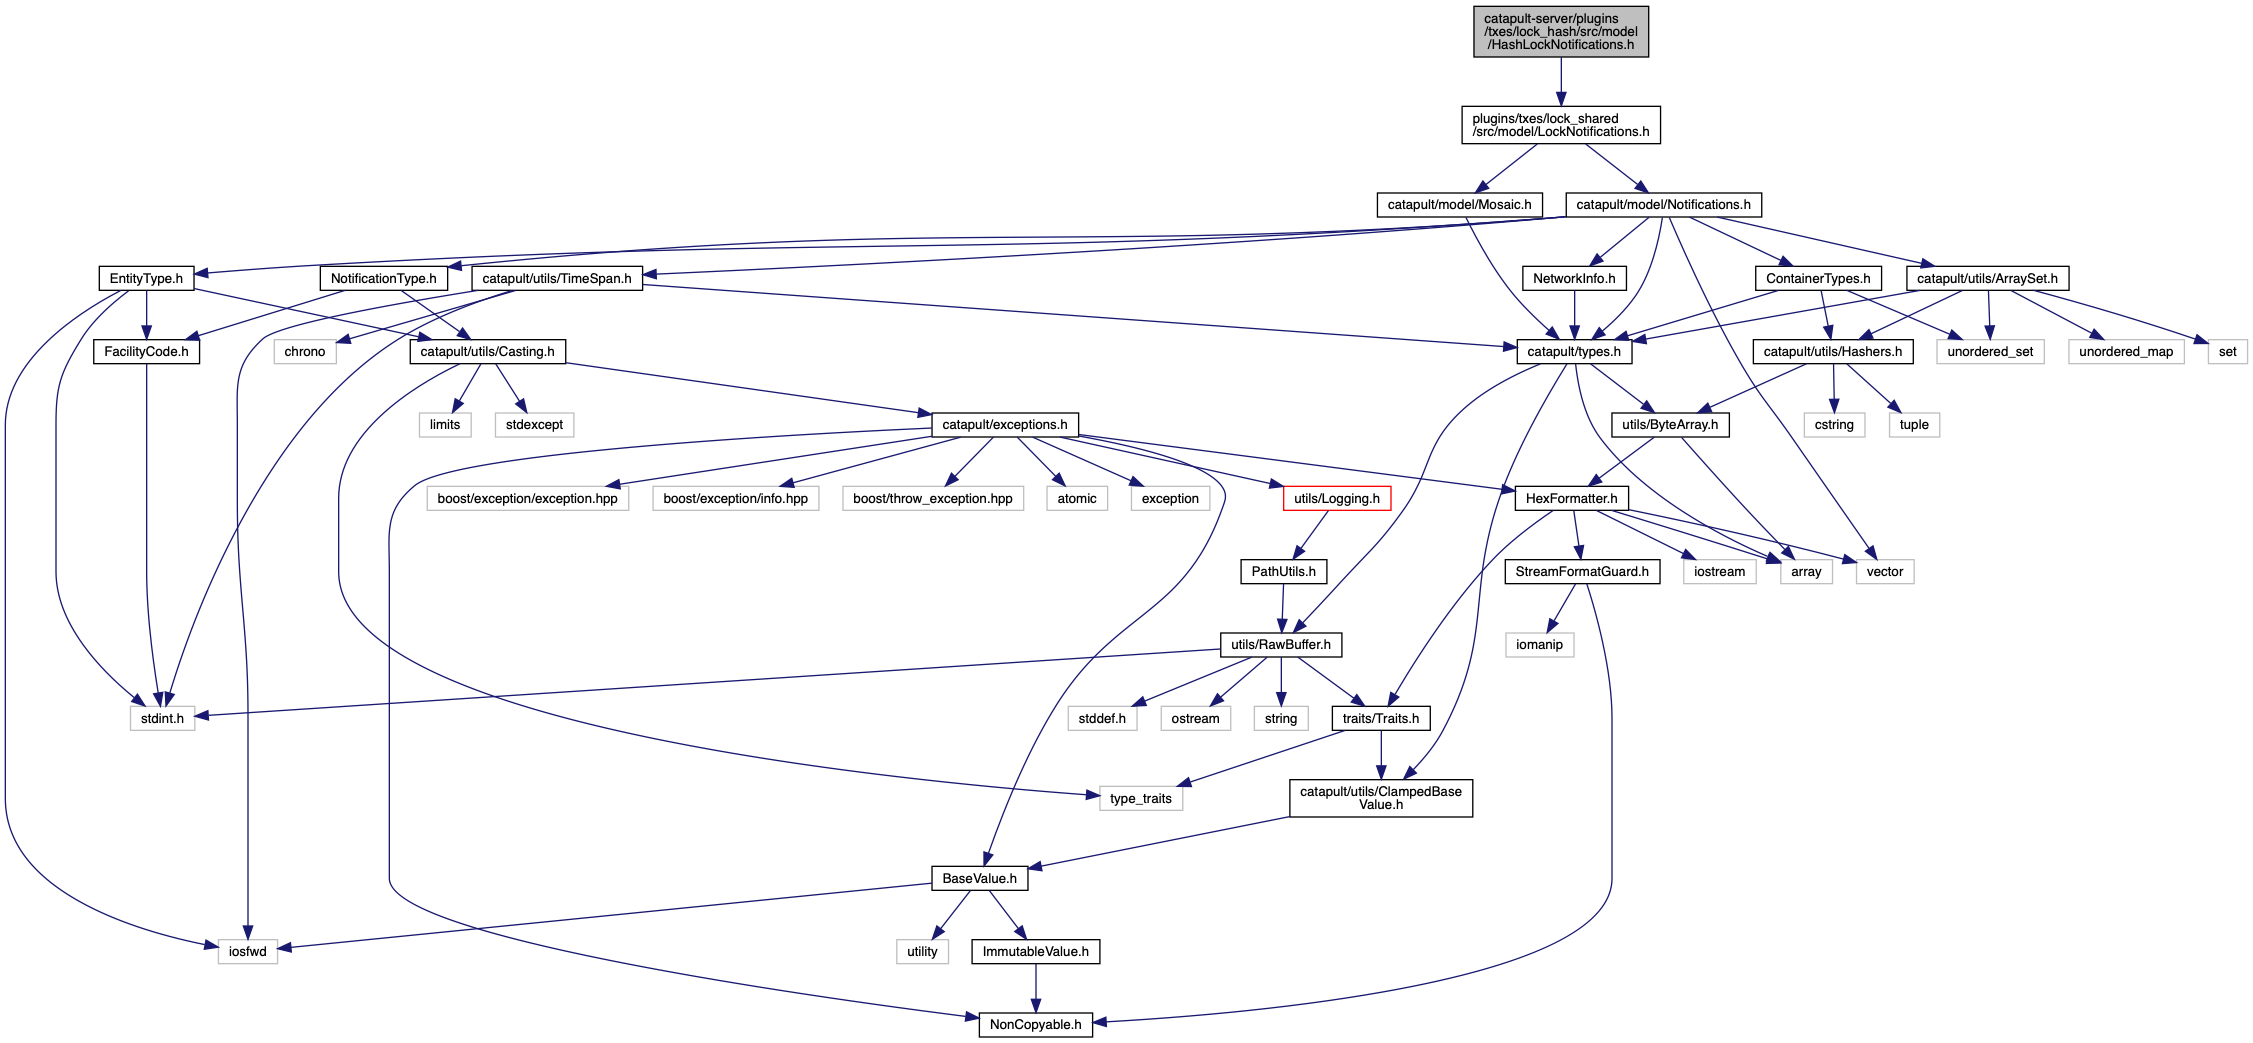 catapult-server/plugins
/txes/lock_hash/src/model
/HashLockNotifications.h
plugins/txes/lock_shared
/src/model/LockNotifications.h
catapult/model/Mosaic.h
catapult/model/Notifications.h
EntityType.h
NotificationType.h
catapult/utils/TimeSpan.h
NetworkInfo.h
ContainerTypes.h
catapult/utils/ArraySet.h
FacilityCode.h
chrono
catapult/utils/Casting.h
catapult/types.h
catapult/utils/Hashers.h
unordered_set
unordered_map
set
limits
stdexcept
catapult/exceptions.h
utils/ByteArray.h
cstring
tuple
boost/exception/exception.hpp
boost/exception/info.hpp
boost/throw_exception.hpp
atomic
exception
utils/Logging.h
HexFormatter.h
PathUtils.h
StreamFormatGuard.h
iostream
array
vector
utils/RawBuffer.h
iomanip
stdint.h
stddef.h
ostream
string
traits/Traits.h
type_traits
catapult/utils/ClampedBase
Value.h
BaseValue.h
iosfwd
utility
ImmutableValue.h
NonCopyable.h